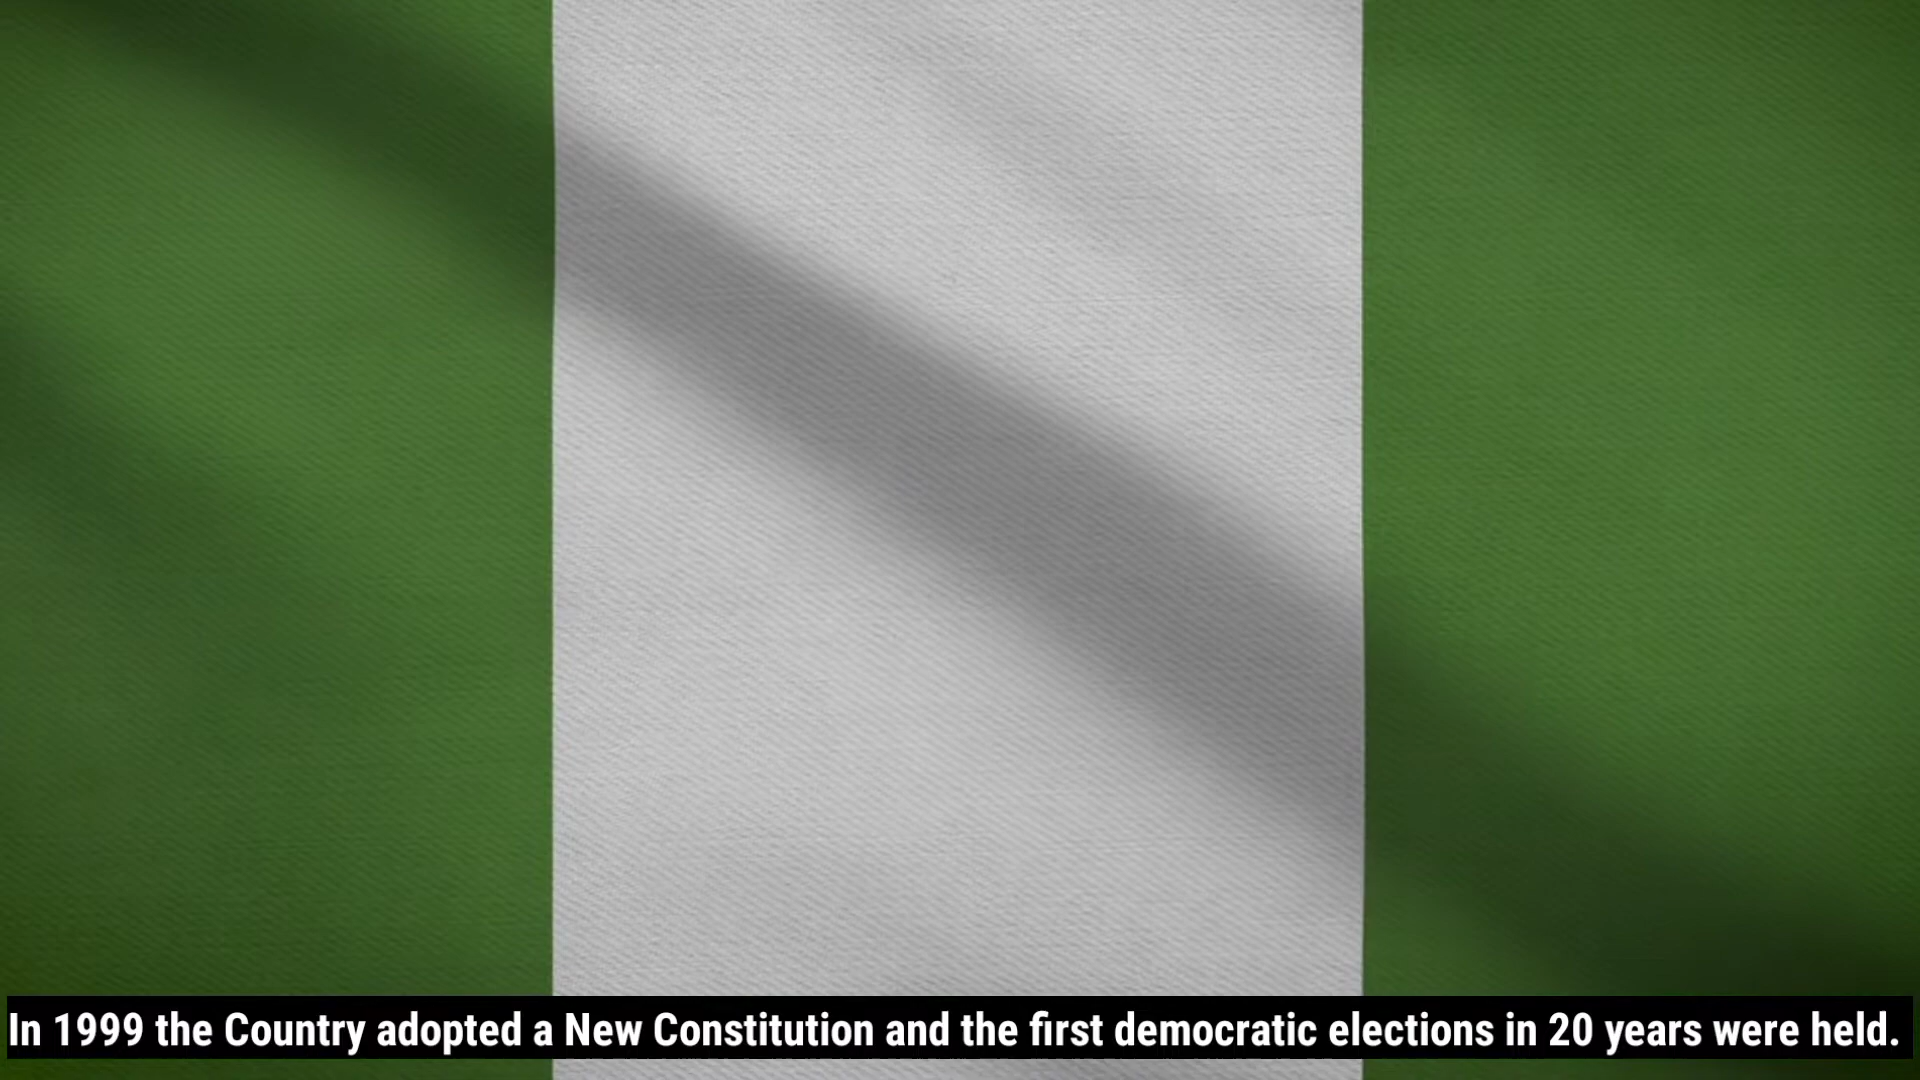 In 1999 the Country adopted a New Constitution and the first democratic elections in 20 years were held.